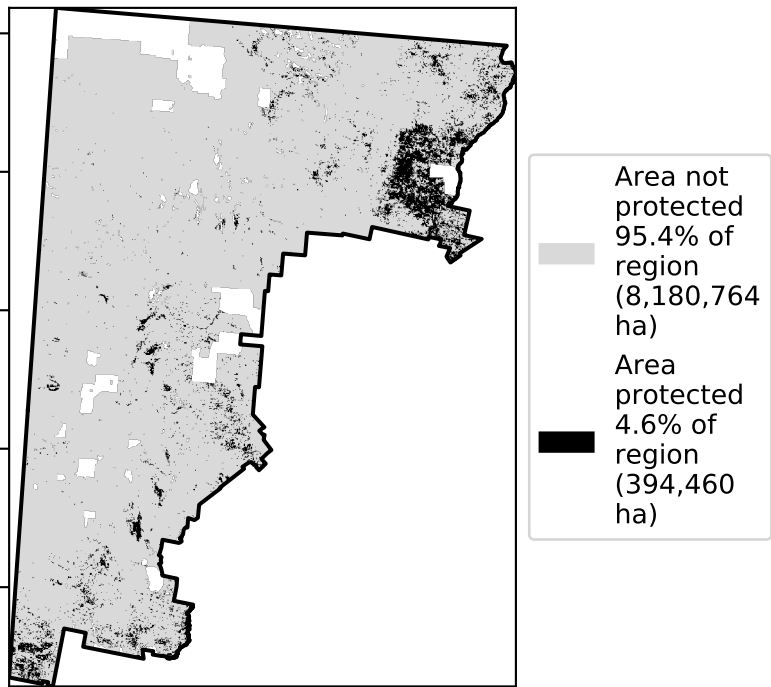 Area not
protected
95.4% of
region
(8,180,764
ha)
Area
protected
4.6% of
region
(394,460
ha)